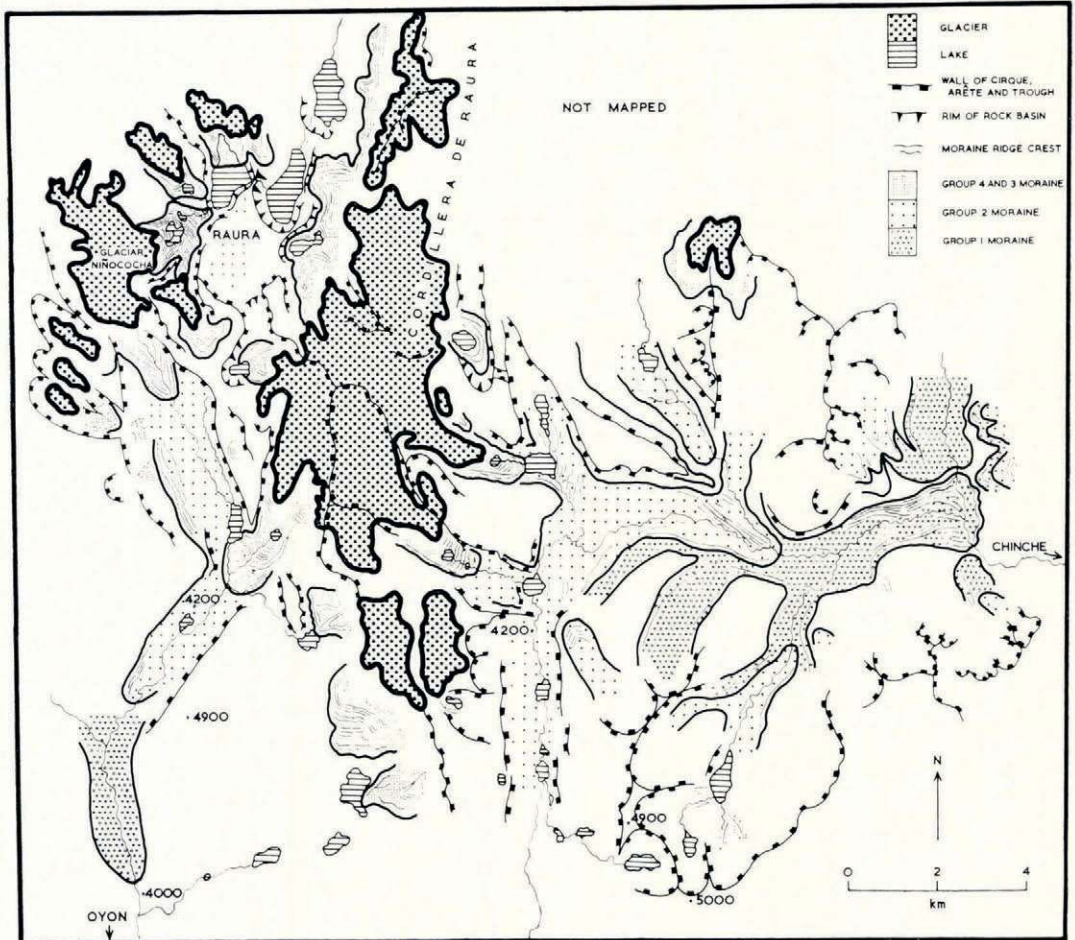 GLACIER
LAKE
WALL OF CIRQUE,
ARÊTE AND TROUGH
RIM OF ROCK BASIN
MORAINE RIDGE CREST
GROUP 4 AND 3 MORAINE
GROUP 2 MORAINE
GROUP 1 MORAINE
NOT MAPPED
CORDILLERA DE RAURA
RAURA
GLACIAR
NIÑOCOCHA
CHINCHE
4200
4200
4900
4900
4000
5000
OYON
N
0 2 4
km